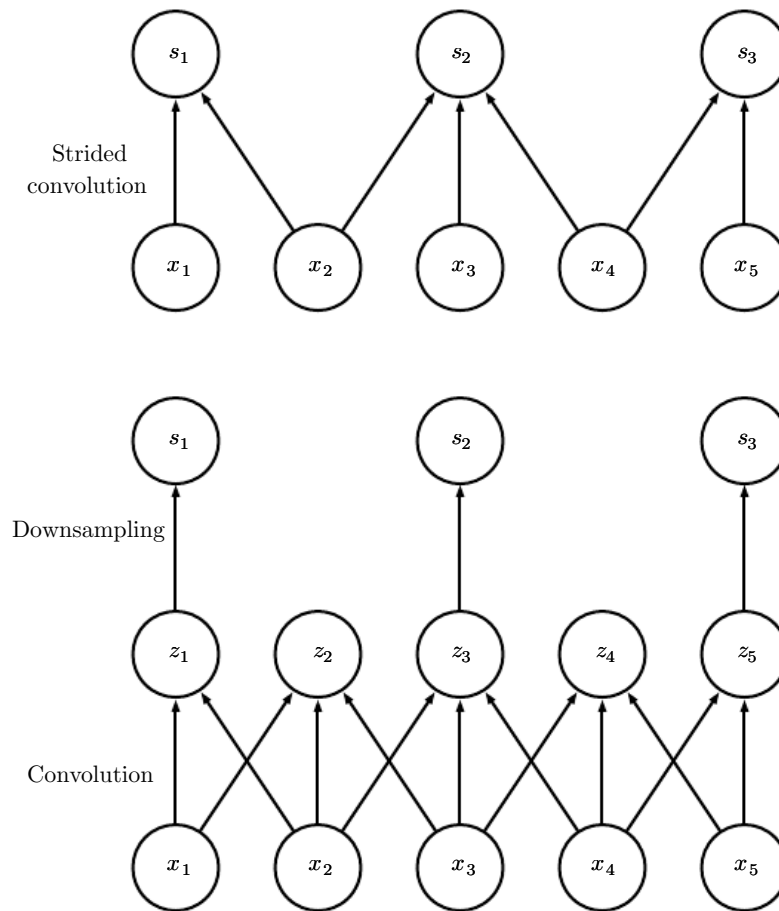 s₁ s₂ s₃
Strided
convolution
x₁ x₂ x₃ x₄ x₅
s₁ s₂ s₃
Downsampling
z₁ z₂ z₃ z₄ z₅
Convolution
x₁ x₂ x₃ x₄ x₅